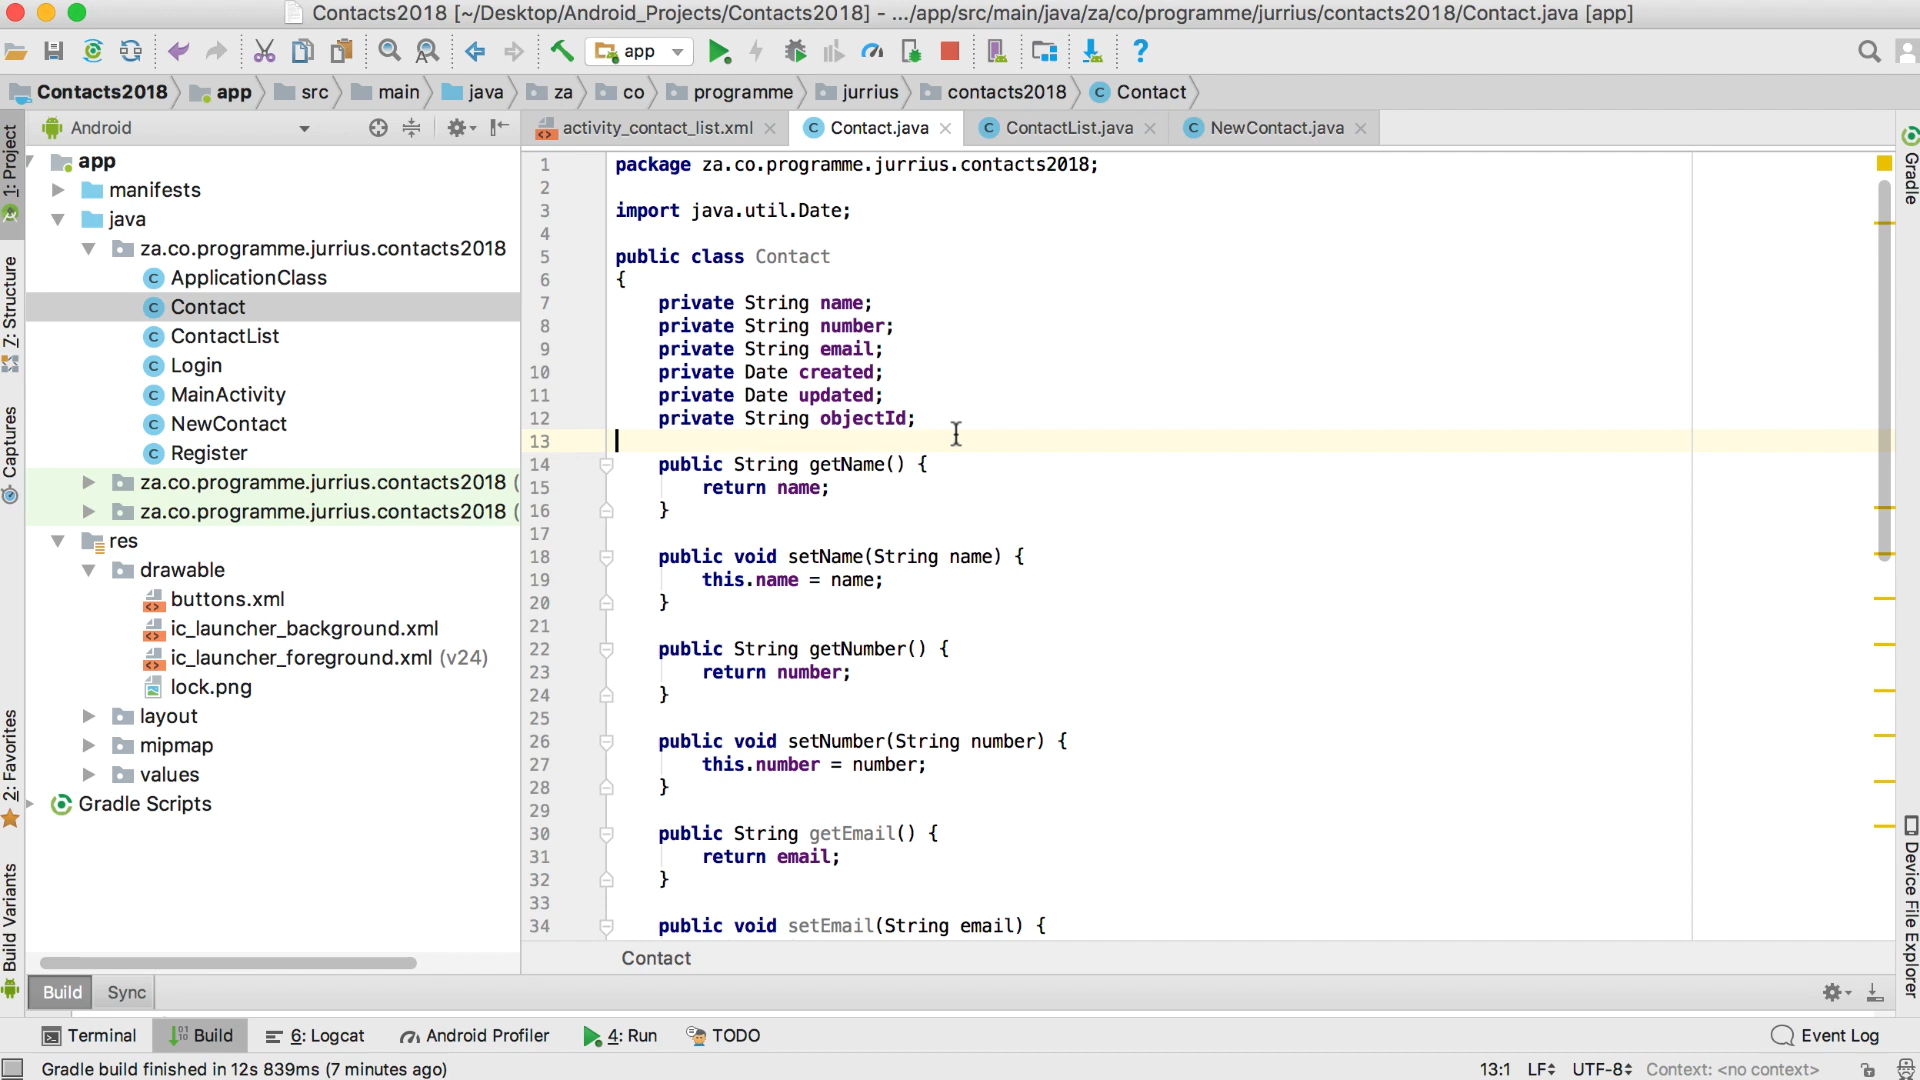 Contacts2018 [~/Desktop/Android_Projects/Contacts2018] - .../app/src/main/java/za/co/programme/jurrius/contacts2018/Contact.java [app]
app
Contacts2018 app src main java za co programme jurrius contacts2018 Contact
Android
activity_contact_list.xml Contact.java ContactList.java NewContact.java
1: Project
Z: Structure
Captures
2: Favorites
Build Variants
app
manifests
java
za.co.programme.jurrius.contacts2018
ApplicationClass
Contact
ContactList
Login
MainActivity
NewContact
Register
za.co.programme.jurrius.contacts2018 (
za.co.programme.jurrius.contacts2018 (
res
drawable
buttons.xml
ic_launcher_background.xml
ic_launcher_foreground.xml (v24)
lock.png
layout
mipmap
values
Gradle Scripts
1 package za.co.programme.jurrius.contacts2018;
2
3 import java.util.Date;
4
5 public class Contact
6 {
7 private String name;
8 private String number;
9 private String email;
10 private Date created;
11 private Date updated;
12 private String objectId;
13
14 public String getName() {
15 return name;
16 }
17
18 public void setName(String name) {
19 this.name = name;
20 }
21
22 public String getNumber() {
23 return number;
24 }
25
26 public void setNumber(String number) {
27 this.number = number;
28 }
29
30 public String getEmail() {
31 return email;
32 }
33
34 public void setEmail(String email) {
Contact
Gradle
Device File Explorer
Build Sync
Terminal Build 6: Logcat Android Profiler 4: Run TODO Event Log
Gradle build finished in 12s 839ms (7 minutes ago) 13:1 LF UTF-8 Context: <no context>